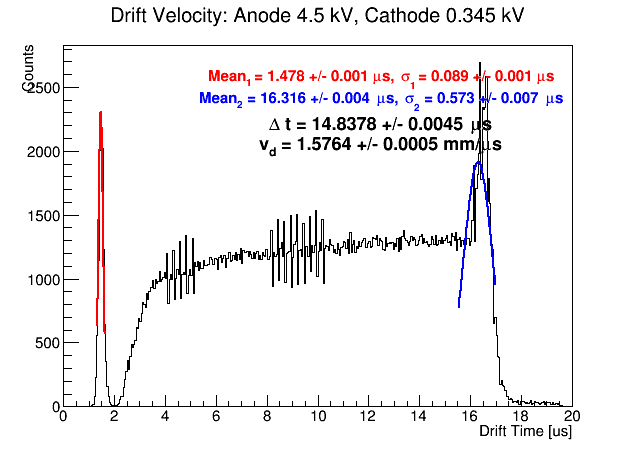 Drift Velocity: Anode 4.5 kV, Cathode 0.345 kV
Counts
Mean1 = 1.478 +/- 0.001 μs, σ1 = 0.089 +/- 0.001 μs
Mean2 = 16.316 +/- 0.004 μs, σ2 = 0.573 +/- 0.007 μs
Δ t = 14.8378 +/- 0.0045 μs
vd = 1.5764 +/- 0.0005 mm/μs
2500
2000
1500
1000
500
0
0 2 4 6 8 10 12 14 16 18 20
Drift Time [us]